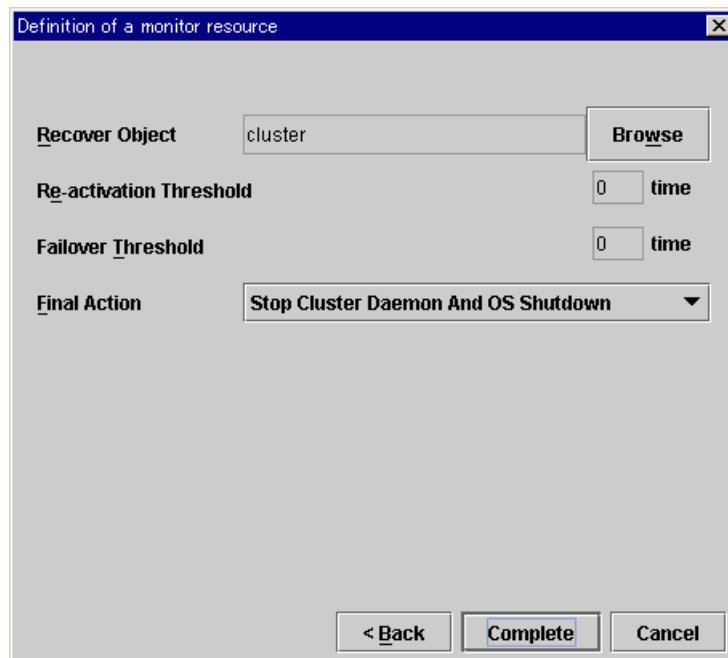 Definition of a monitor resource
Recover Object cluster Browse
Re-activation Threshold 0 time
Failover Threshold 0 time
Final Action Stop Cluster Daemon And OS Shutdown
< Back Complete Cancel